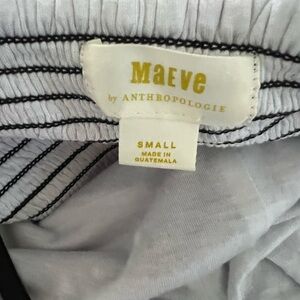 MaEve
by ANTHROPOLOGIE
SMALL
MADE IN
GUATEMALA